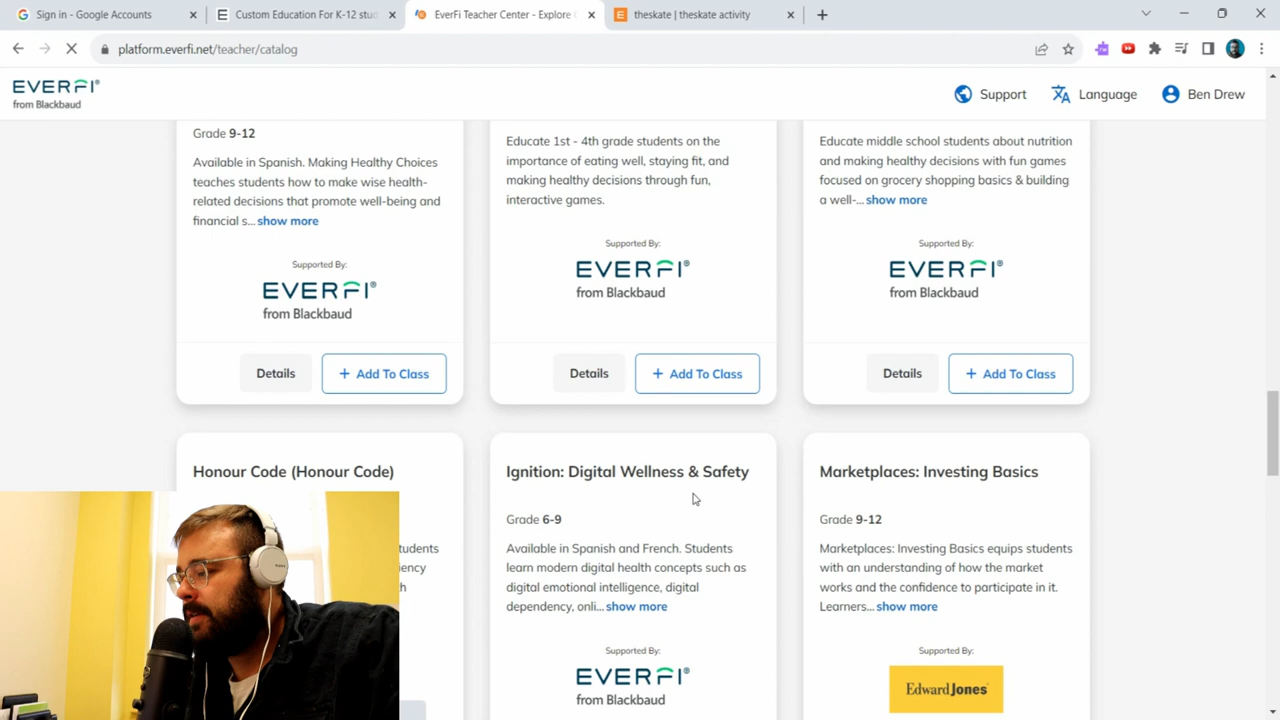 Sign in - Google Accounts
Custom Education For K-12 stud
EverFi Teacher Center - Explore C
theskate | theskate activity
platform.everfi.net/teacher/catalog
EVERFI®
from Blackbaud
Support
Language
Ben Drew
Grade 9-12
Available in Spanish. Making Healthy Choices
teaches students how to make wise health-
related decisions that promote well-being and
financial s... show more
Supported By:
EVERFI®
from Blackbaud
Details
+ Add To Class
Educate 1st - 4th grade students on the
importance of eating well, staying fit, and
making healthy decisions through fun,
interactive games.
Supported By:
EVERFI®
from Blackbaud
Details
+ Add To Class
Educate middle school students about nutrition
and making healthy decisions with fun games
focused on grocery shopping basics & building
a well-... show more
Supported By:
EVERFI®
from Blackbaud
Details
+ Add To Class
Honour Code (Honour Code)
Ignition: Digital Wellness & Safety
Grade 6-9
Available in Spanish and French. Students
learn modern digital health concepts such as
digital emotional intelligence, digital
dependency, onli... show more
Supported By:
EVERFI®
from Blackbaud
Marketplaces: Investing Basics
Grade 9-12
Marketplaces: Investing Basics equips students
with an understanding of how the market
works and the confidence to participate in it.
Learners... show more
Supported By:
Edward Jones